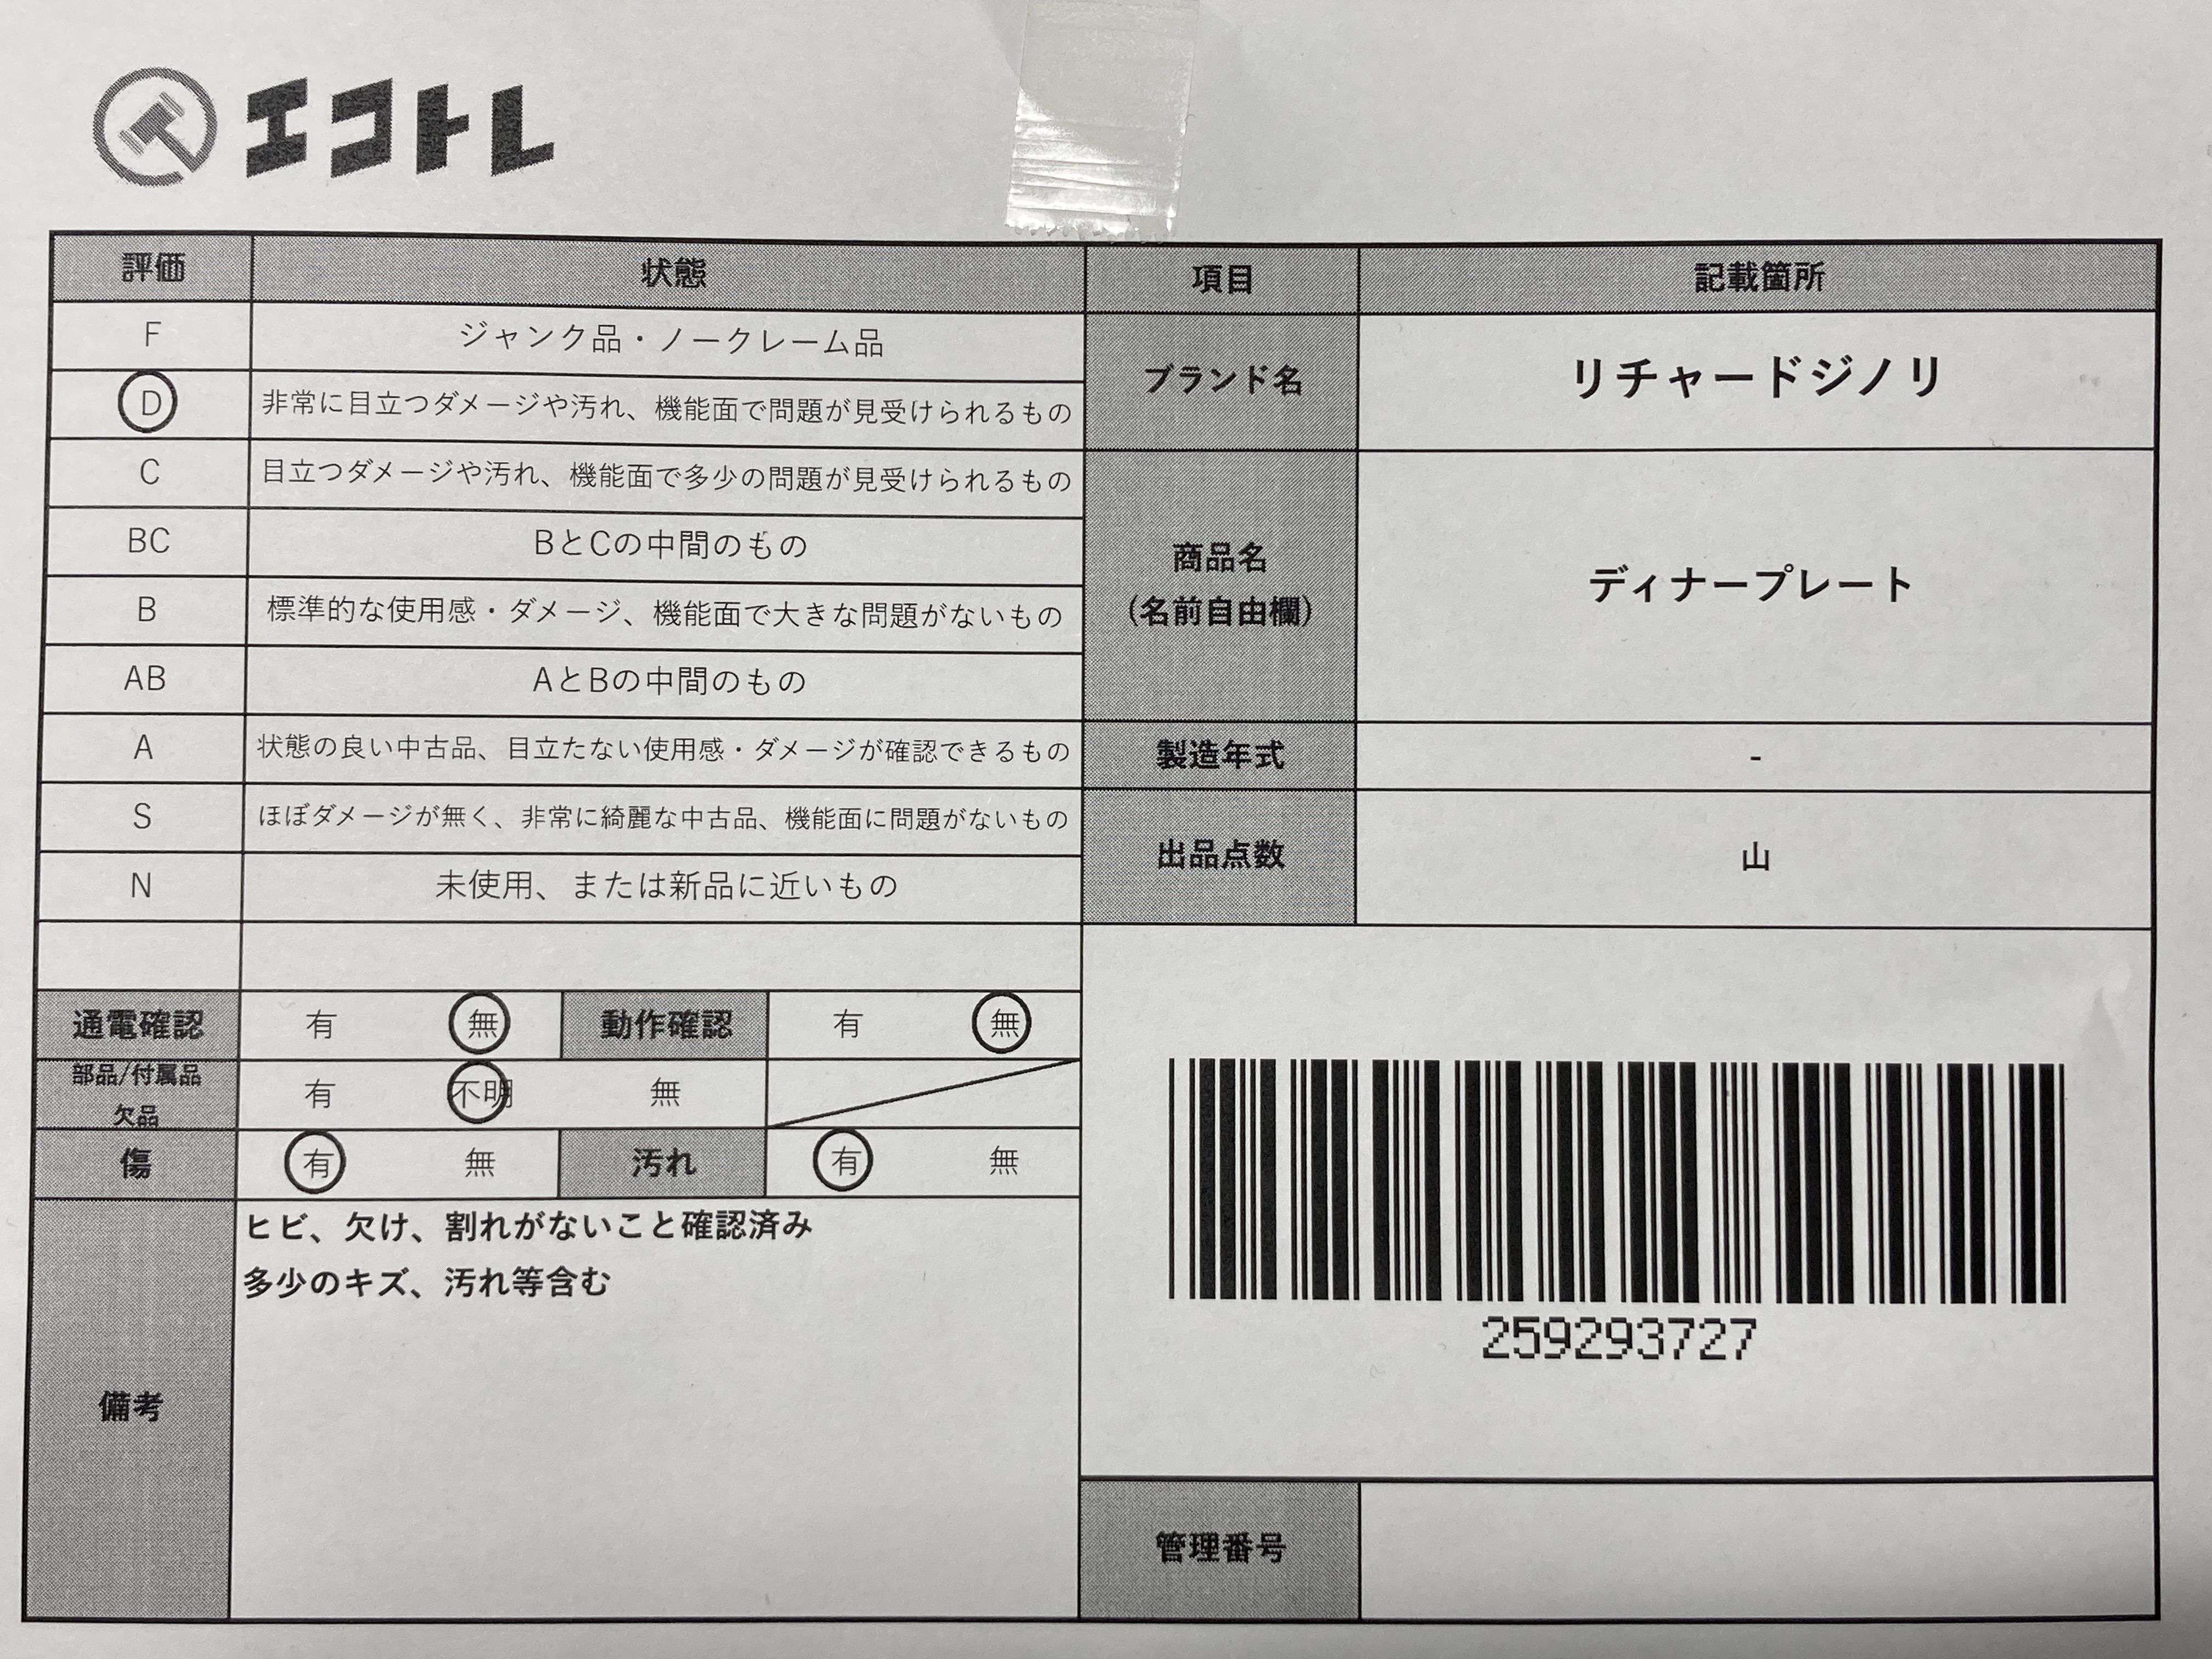 エコトレ
評価 状態
F ジャンク品・ノークレーム品
D 非常に目立つダメージや汚れ、機能面で問題が見受けられるもの
C 目立つダメージや汚れ、機能面で多少の問題が見受けられるもの
BC BとCの中間のもの
B 標準的な使用感・ダメージ、機能面で大きな問題がないもの
AB AとBの中間のもの
A 状態の良い中古品、目立たない使用感・ダメージが確認できるもの
S ほぼダメージが無く、非常に綺麗な中古品、機能面に問題がないもの
N 未使用、または新品に近いもの
通電確認 有 無 動作確認 有 無
部品/付属品
欠品 有 不明 無
傷 有 無 汚れ 有 無
備考
ヒビ、欠け、割れがないこと確認済み
多少のキズ、汚れ等含む
項目 記載箇所
ブランド名 リチャードジノリ
商品名
(名前自由欄)
ディナープレート
製造年式 -
出品点数 山
259293727
管理番号